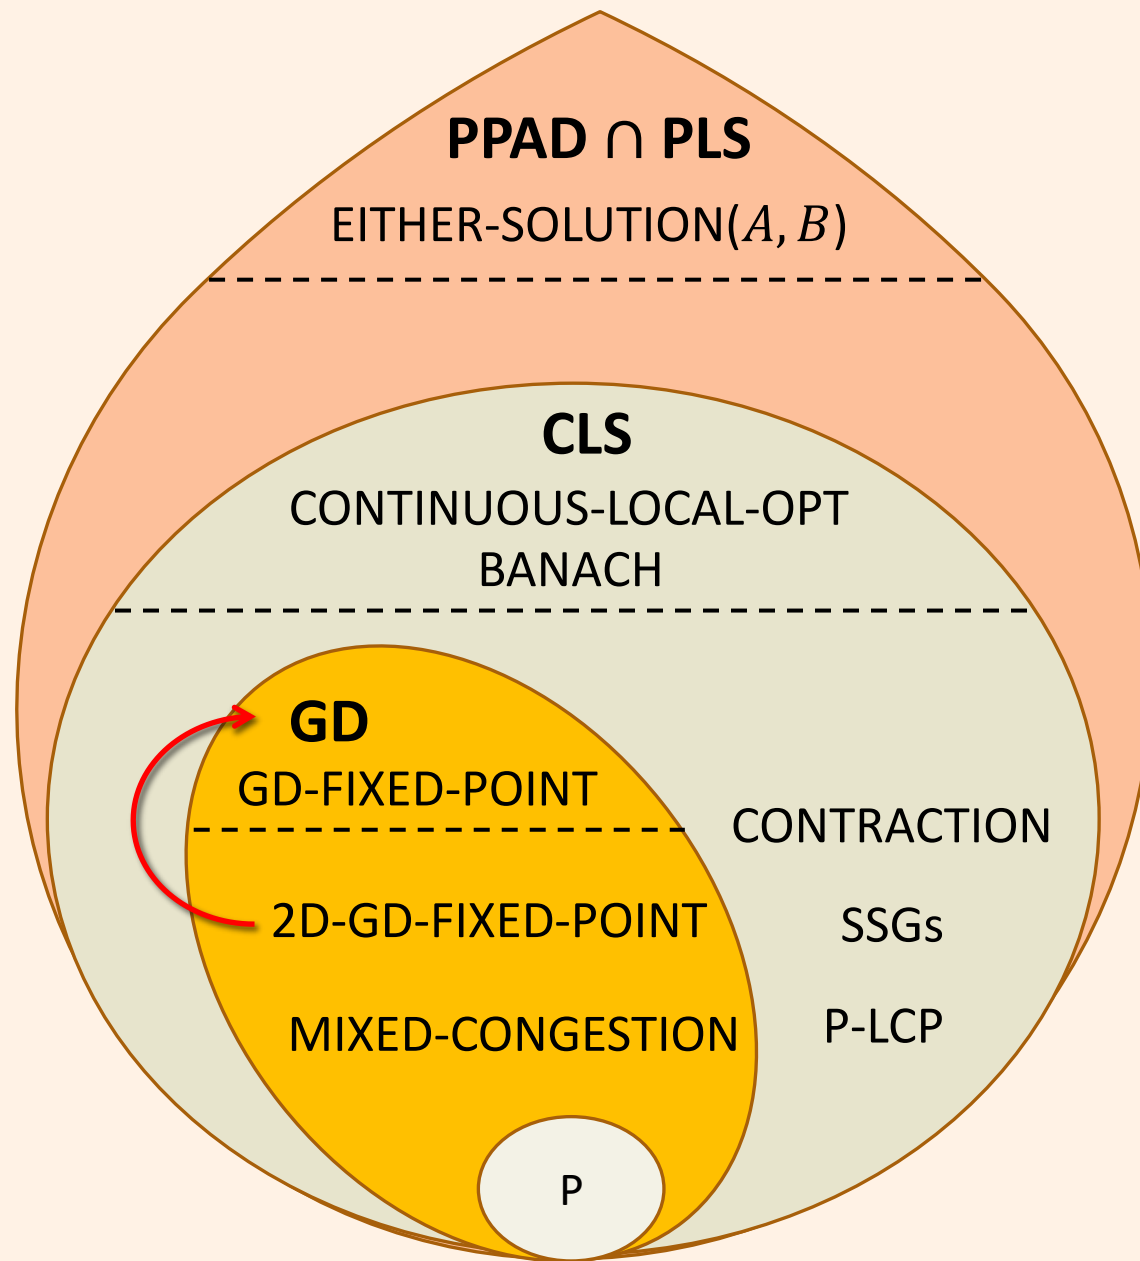 PPAD ∩ PLS
EITHER-SOLUTION(A, B)
CLS
CONTINUOUS-LOCAL-OPT
BANACH
GD
GD-FIXED-POINT
CONTRACTION
2D-GD-FIXED-POINT
SSGs
MIXED-CONGESTION
P-LCP
P